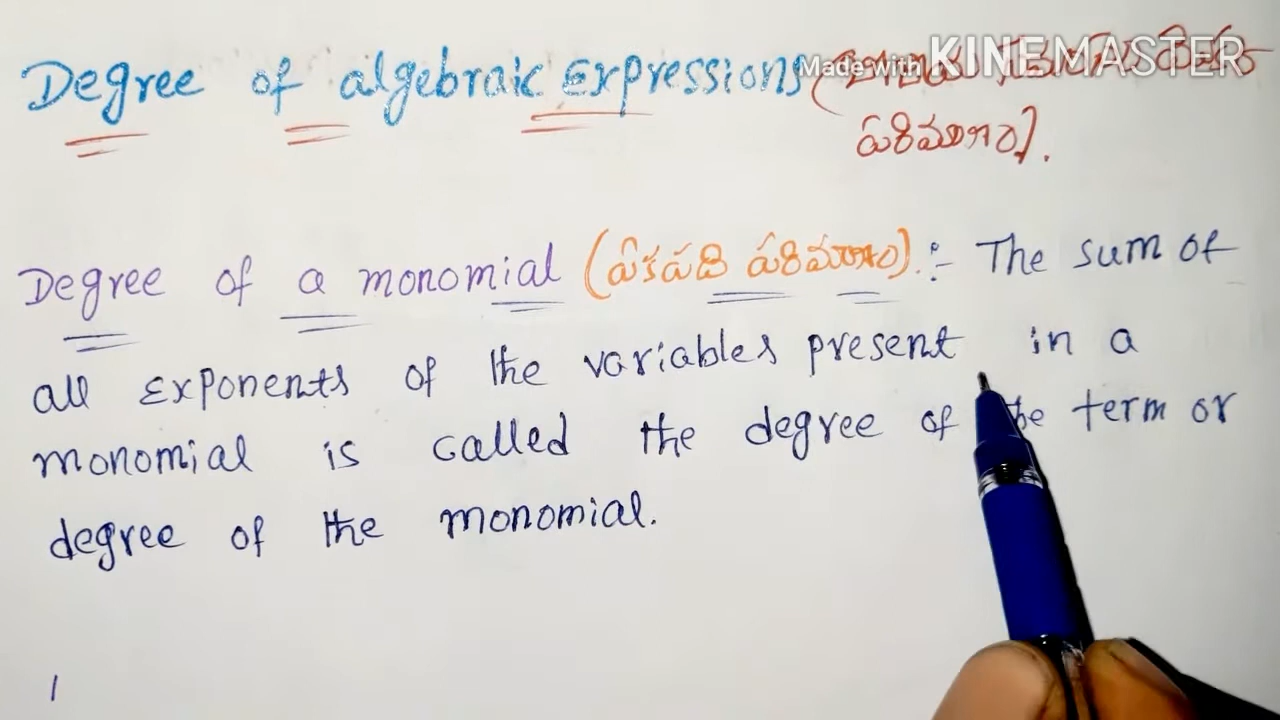 Degree of algebraic Expressions (
Made with KINEMASTER
పరిమాణం).
Degree of a monomial (ఏకపది పరిమాణం) :- The sum of
all exponents of the variables present in a
monomial is called the degree of the term or
degree of the monomial.